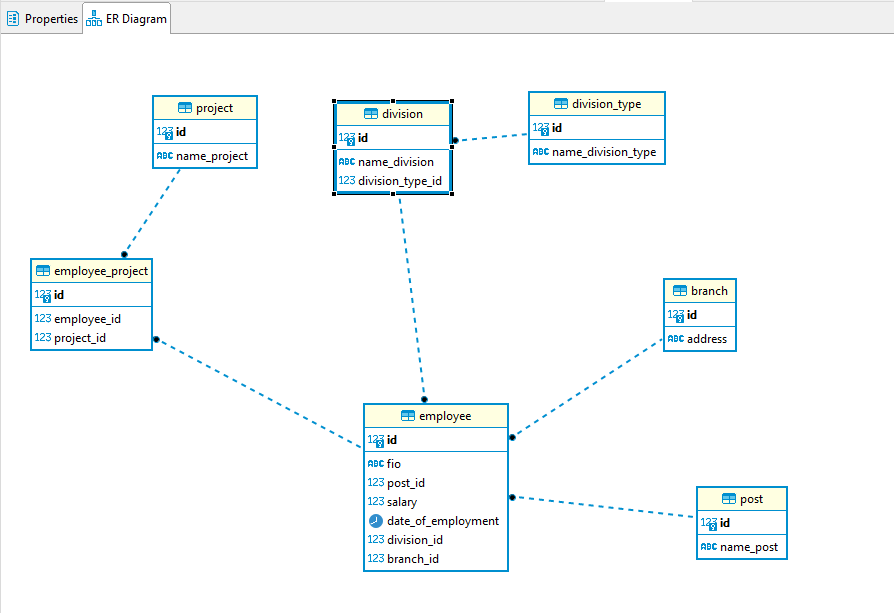 Properties
ER Diagram
project
123 id
ABC name_project
division
123 id
ABC name_division
123 division_type_id
division_type
123 id
ABC name_division_type
employee_project
123 id
123 employee_id
123 project_id
branch
123 id
ABC address
employee
123 id
ABC fio
123 post_id
123 salary
date_of_employment
123 division_id
123 branch_id
post
123 id
ABC name_post